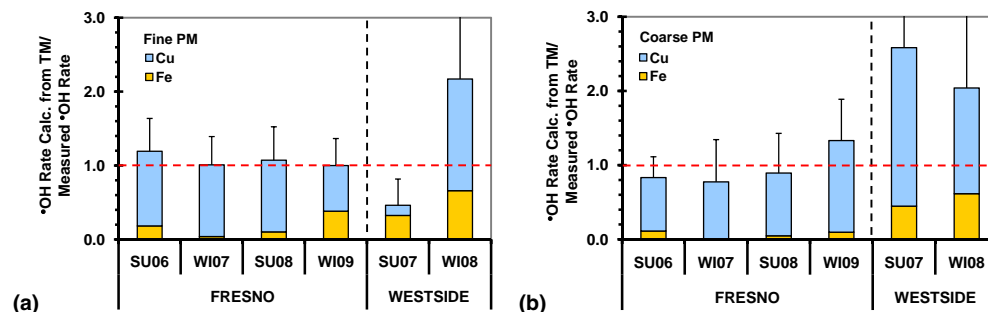 •OH Rate Calc. from TM/
Measured •OH Rate
3.0
2.0
1.0
0.0
Fine PM
Cu
Fe
SU06 WI07 SU08 WI09 SU07 WI08
FRESNO WESTSIDE
(a)
•OH Rate Calc. from TM/
Measured •OH Rate
3.0
2.0
1.0
0.0
Coarse PM
Cu
Fe
SU06 WI07 SU08 WI09 SU07 WI08
FRESNO WESTSIDE
(b)